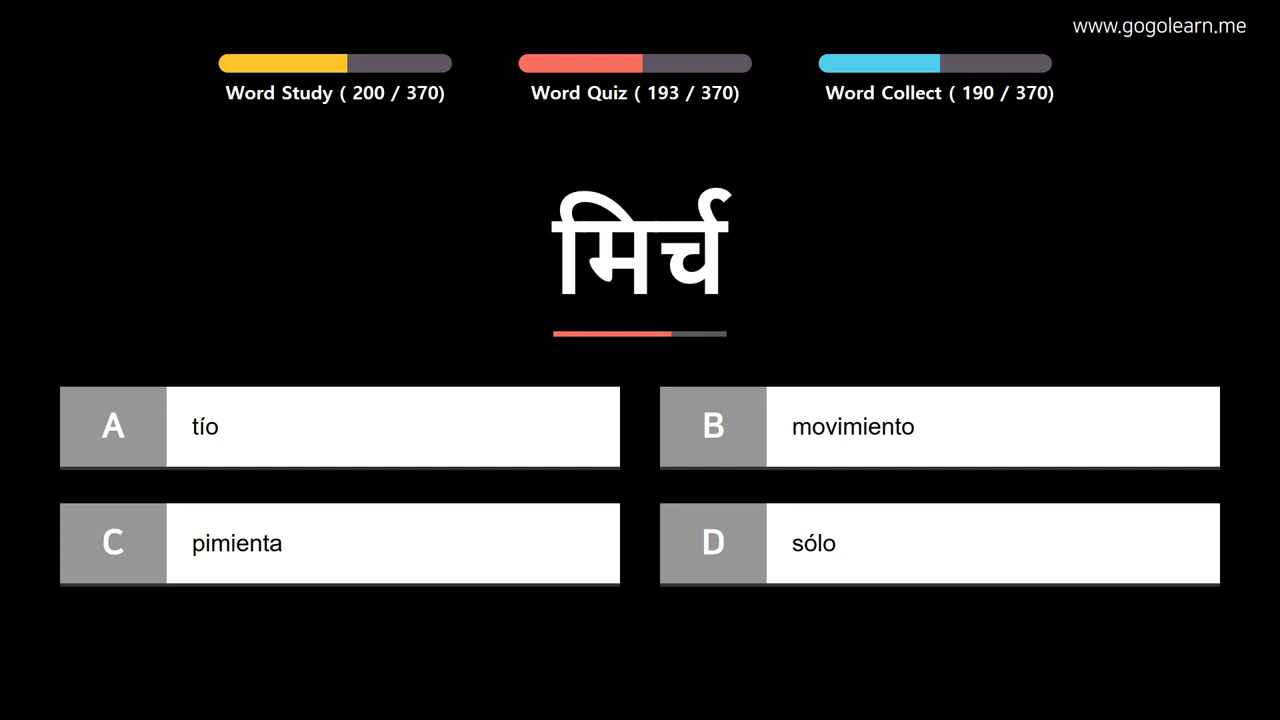 www.gogolearn.me
Word Study ( 200 / 370)
Word Quiz ( 193 / 370)
Word Collect ( 190 / 370)
मिर्च
A tío
B movimiento
C pimienta
D sólo